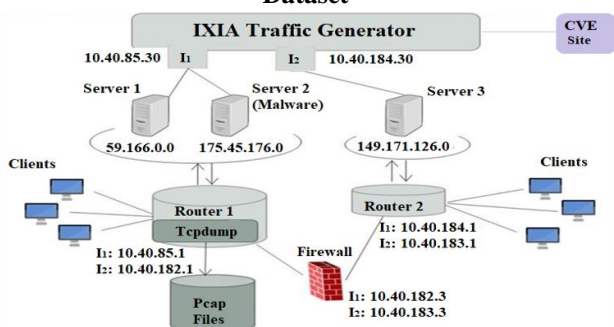 Dataset
IXIA Traffic Generator
CVE
Site
10.40.85.30
I₁
I₂
10.40.184.30
Server 1
Server 2
(Malware)
Server 3
59.166.0.0
175.45.176.0
149.171.126.0
Clients
Clients
Router 1
Tcpdump
Router 2
I₁: 10.40.85.1
I₂: 10.40.182.1
Firewall
I₁: 10.40.184.1
I₂: 10.40.183.1
I₁: 10.40.182.3
I₂: 10.40.183.3
Pcap
Files